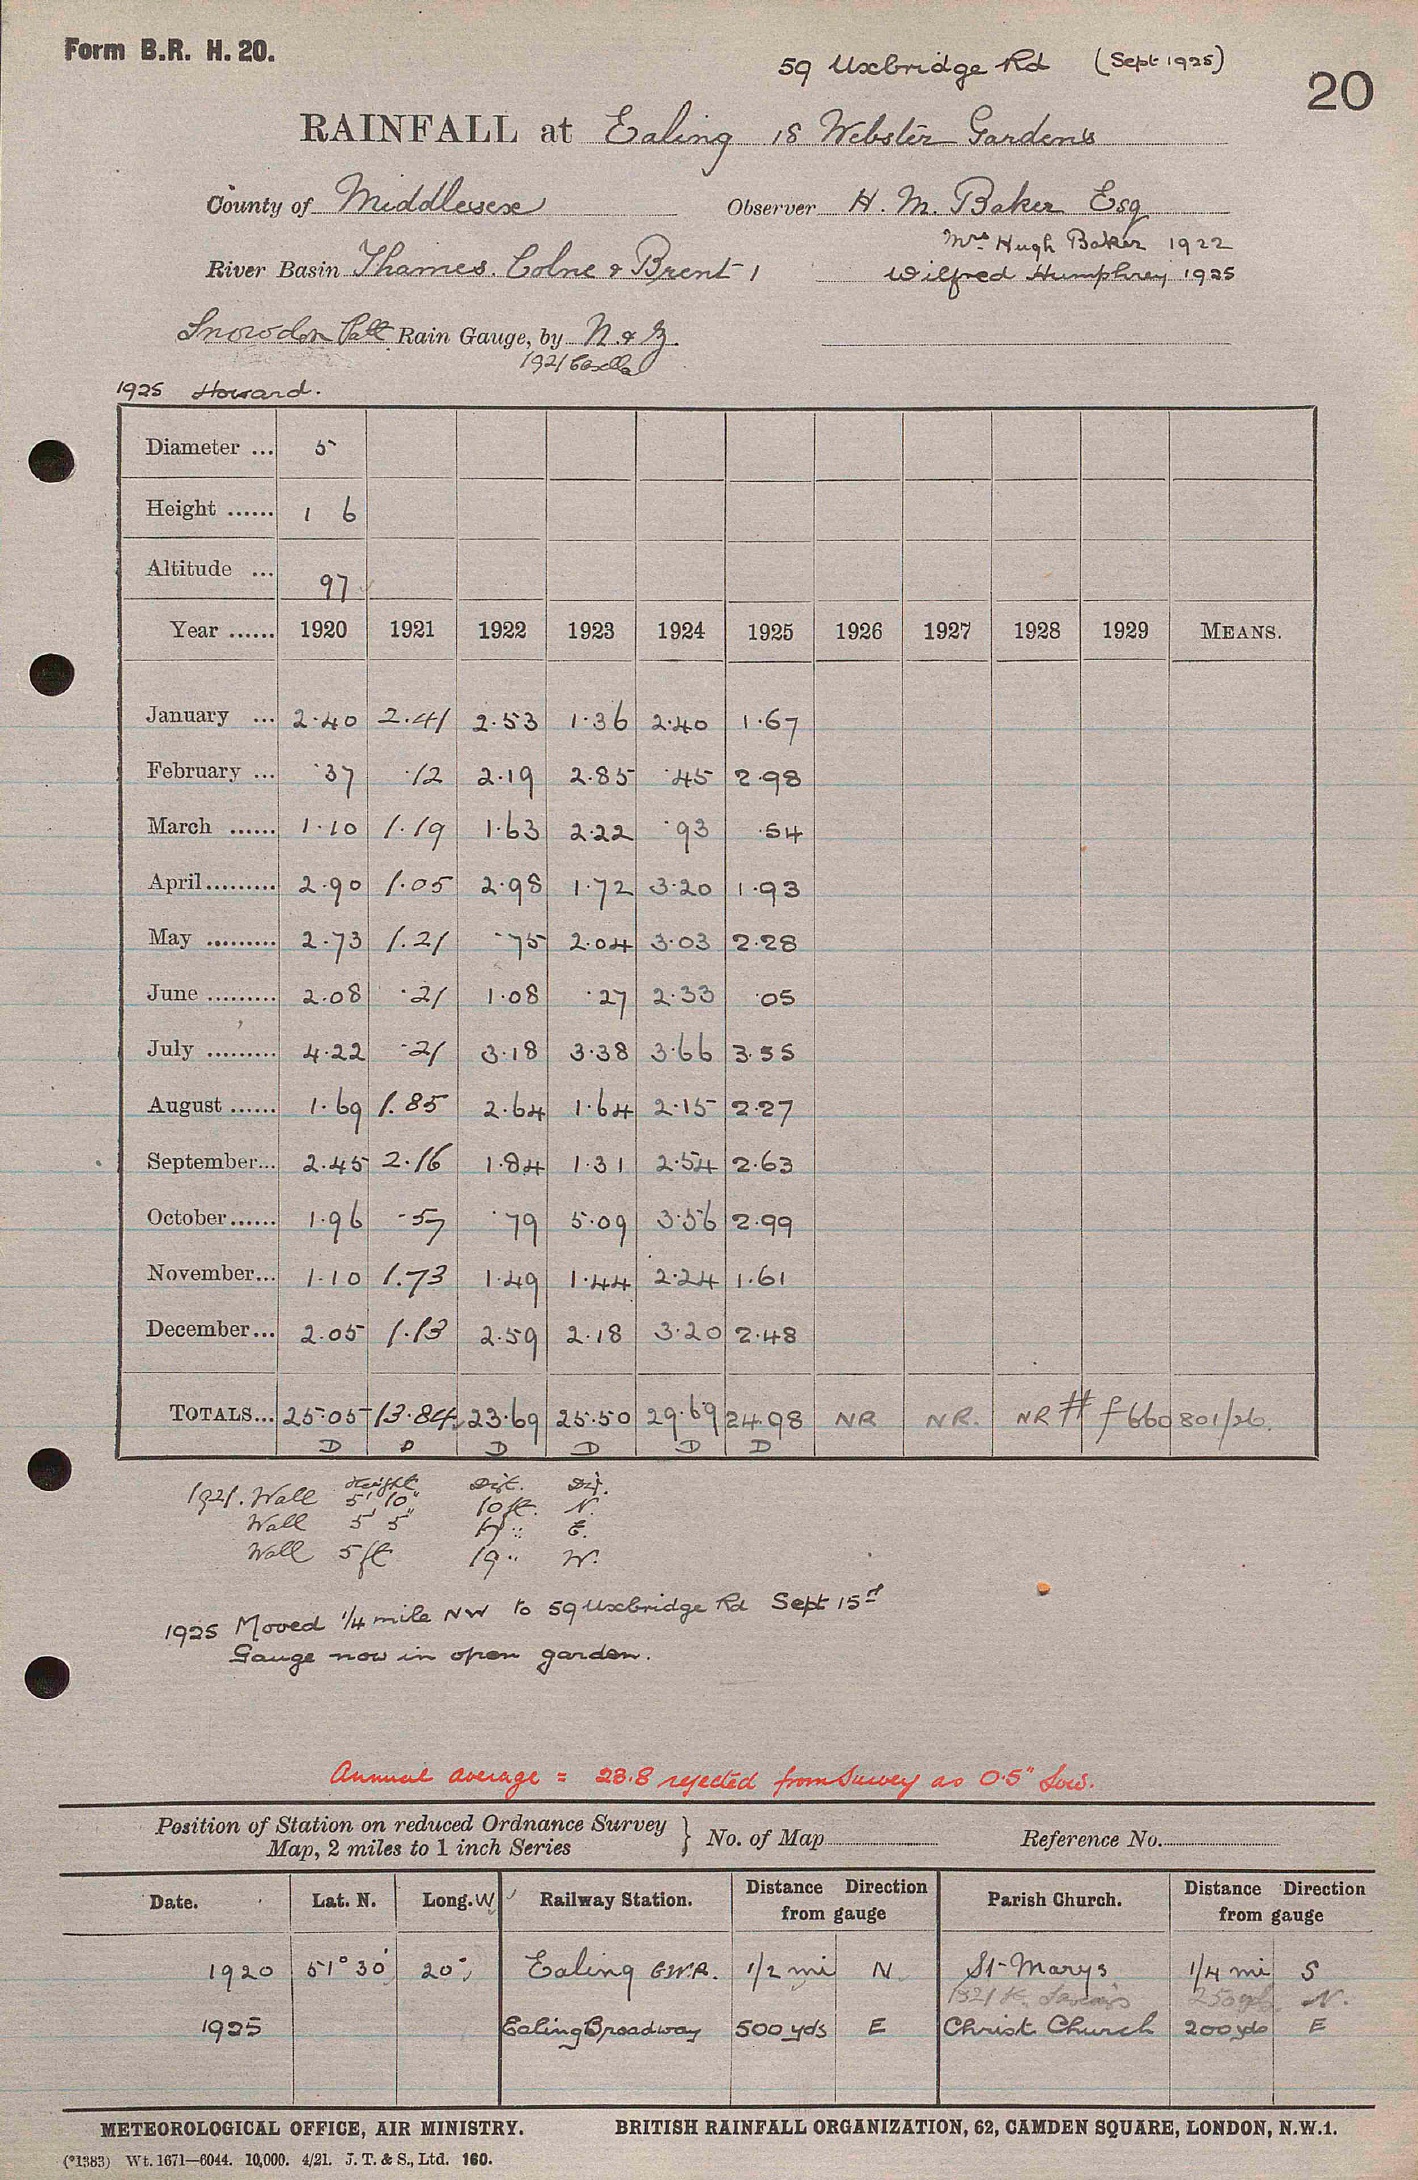 Form B.R. H. 20.
59 Uxbridge Rd (Sept 1925)
20
RAINFALL at Ealing 18 Webster Gardens
County of Middlesex Observer H. M. Baker Esq
Mrs Hugh Baker 1922
River Basin Thames. Colne & Brent 1 Wilfred Humphrey 1925
Snowdon Patt Rain Gauge, by N. & Z.
1921 Casella
1925 Howard.
Diameter ... 5
Height ...... 1 6
Altitude ... 97
Year ...... 1920 1921 1922 1923 1924 1925 1926 1927 1928 1929 MEANS.
January ... 2.40 2.41 2.53 1.36 2.40 1.67
February ... .37 .12 2.19 2.85 .45 2.98
March ...... 1.10 1.19 1.63 2.22 .93 .54
April ......... 2.90 1.05 2.98 1.72 3.20 1.93
May ......... 2.73 1.21 .75 2.04 3.03 2.28
June ......... 2.08 .21 1.08 .27 2.33 .05
July ......... 4.22 .21 3.18 3.38 3.66 3.55
August ...... 1.69 1.85 2.64 1.64 2.15 2.27
September... 2.45 2.16 1.84 1.31 2.54 2.63
October ...... 1.96 .57 .79 5.09 3.56 2.99
November... 1.10 1.73 1.49 1.44 2.24 1.61
December... 2.05 1.13 2.59 2.18 3.20 2.48
TOTALS... 25.05 13.84 23.69 25.50 29.69 24.98 NR NR. NR # f 660 801/26.
D D D D D D
Height Dist. Dir.
1921. Wall 5' 10" 10 ft. N.
Wall 5' 5" " E.
Wall 5 ft 19 " W.
1925 Moved 1/4 mile NW to 59 Uxbridge Rd Sept 15th
Gauge now in open garden.
Annual average = 23.8 rejected from Survey as 0.5" low.
Position of Station on reduced Ordnance Survey
Map, 2 miles to 1 inch Series } No. of Map Reference No.
Date. Lat. N. Long. W Railway Station. Distance Direction from gauge Parish Church. Distance Direction from gauge
1920 51° 30' 20" Ealing G.W.R. 1/2 mi N St Marys 1/4 mi S
1921 250 yds. N.
1925 Ealing Broadway 500 yds E Christ Church 200 yds E
METEOROLOGICAL OFFICE, AIR MINISTRY. BRITISH RAINFALL ORGANIZATION, 62, CAMDEN SQUARE, LONDON, N.W.1.
(*1383) Wt. 1671—6044. 10,000. 4/21. J. T. & S., Ltd. 160.